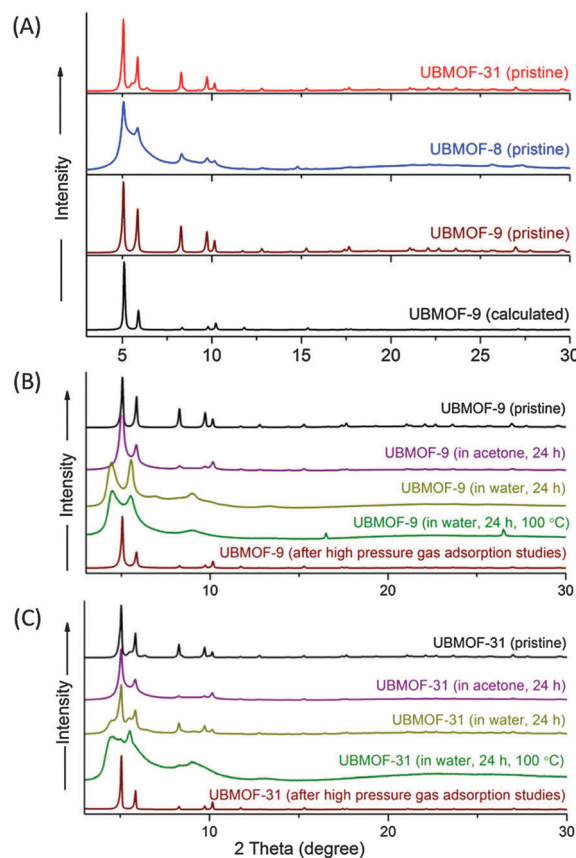 (A)
Intensity
UBMOF-31 (pristine)
UBMOF-8 (pristine)
UBMOF-9 (pristine)
UBMOF-9 (calculated)
5 10 15 20 25 30
(B)
Intensity
UBMOF-9 (pristine)
UBMOF-9 (in acetone, 24 h)
UBMOF-9 (in water, 24 h)
UBMOF-9 (in water, 24 h, 100 °C)
UBMOF-9 (after high pressure gas adsorption studies)
10 20 30
(C)
Intensity
UBMOF-31 (pristine)
UBMOF-31 (in acetone, 24 h)
UBMOF-31 (in water, 24 h)
UBMOF-31 (in water, 24 h, 100 °C)
UBMOF-31 (after high pressure gas adsorption studies)
10 20 30
2 Theta (degree)